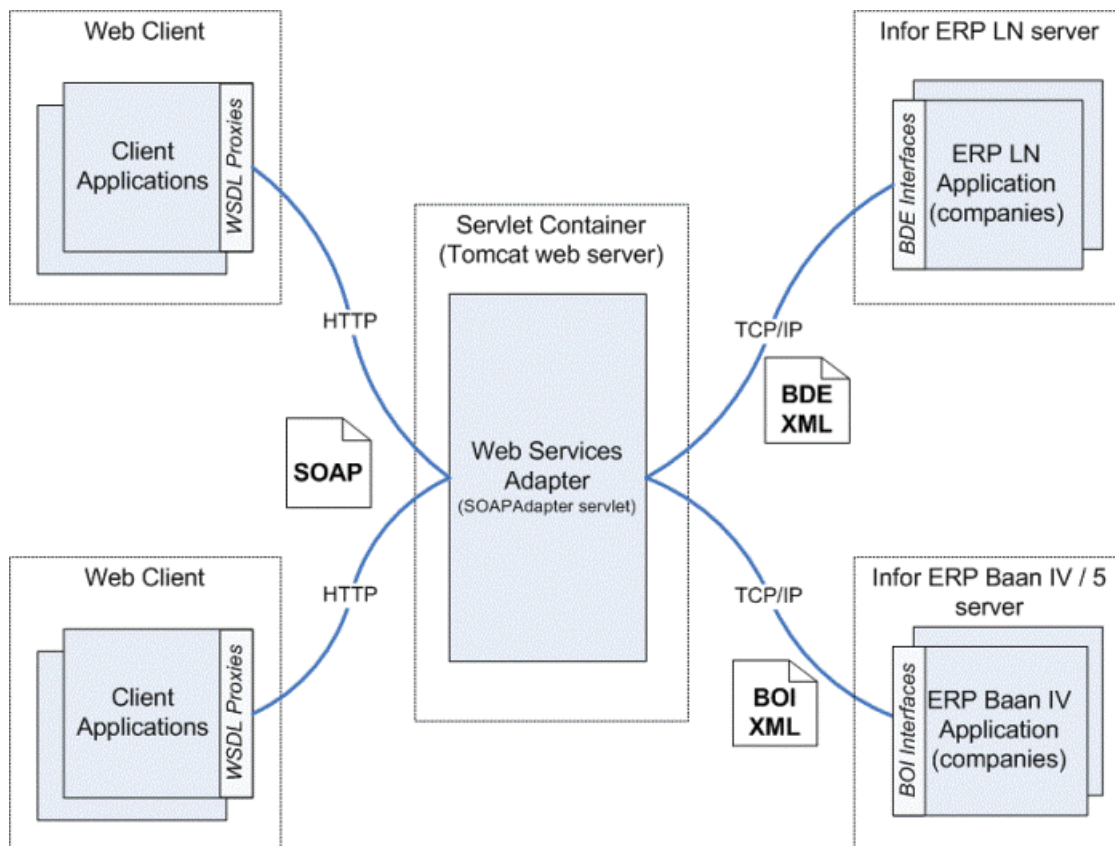 Web Client
Client
Applications
WSDL Proxies
HTTP
SOAP
Web Client
Client
Applications
WSDL Proxies
HTTP
Servlet Container
(Tomcat web server)
Web Services
Adapter
(SOAPAdapter servlet)
Infor ERP LN server
BDE Interfaces
ERP LN
Application
(companies)
TCP/IP
BDE
XML
Infor ERP Baan IV / 5
server
BOI Interfaces
ERP Baan IV
Application
(companies)
TCP/IP
BOI
XML